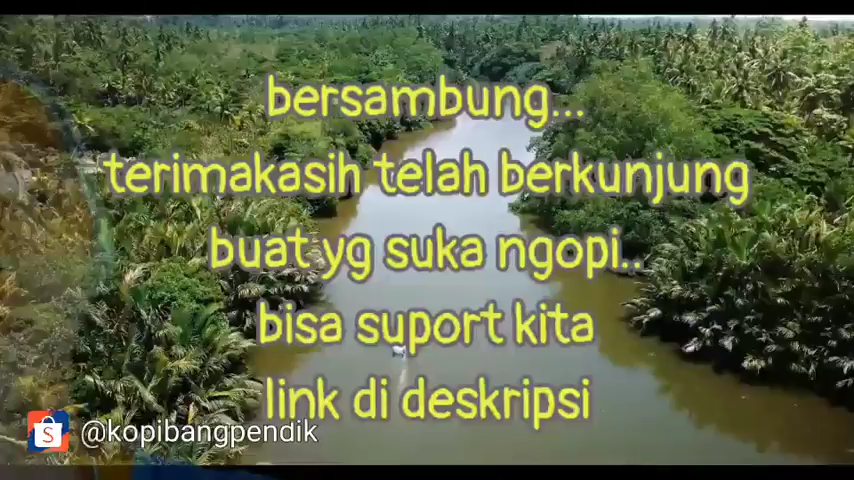 bersambung...
terimakasih telah berkunjung
buat yg suka ngopi..
bisa suport kita
link di deskripsi
@kopibangpendik